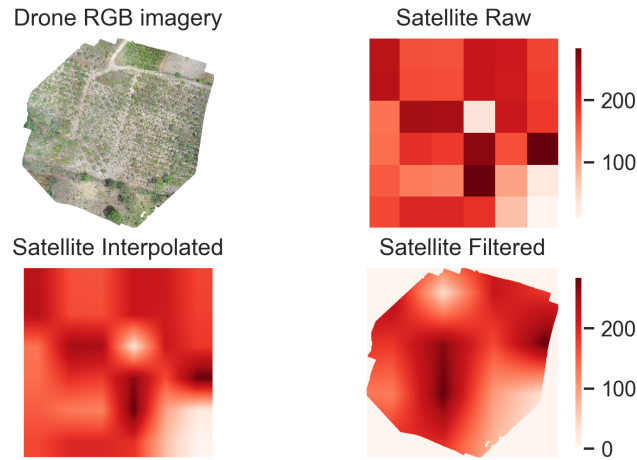 Drone RGB imagery
Satellite Raw
200
100
Satellite Interpolated
Satellite Filtered
200
100
0